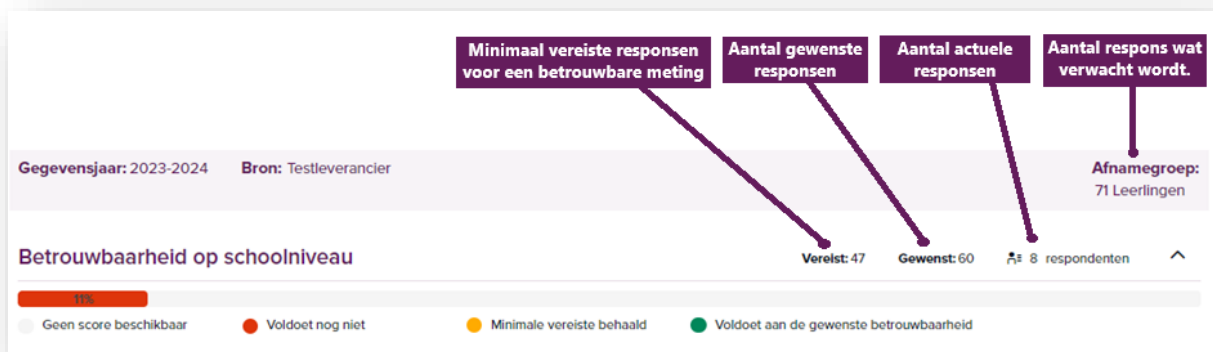 Minimaal vereiste responsen
voor een betrouwbare meting
Aantal gewenste
responsen
Aantal actuele
responsen
Aantal respons wat
verwacht wordt.
Gegevensjaar: 2023-2024 Bron: Testleverancier
Afnamegroep:
71 Leerlingen
Betrouwbaarheid op schoolniveau Vereist: 47 Gewenst: 60 8 respondenten
11%
Geen score beschikbaar Voldoet nog niet Minimale vereiste behaald Voldoet aan de gewenste betrouwbaarheid